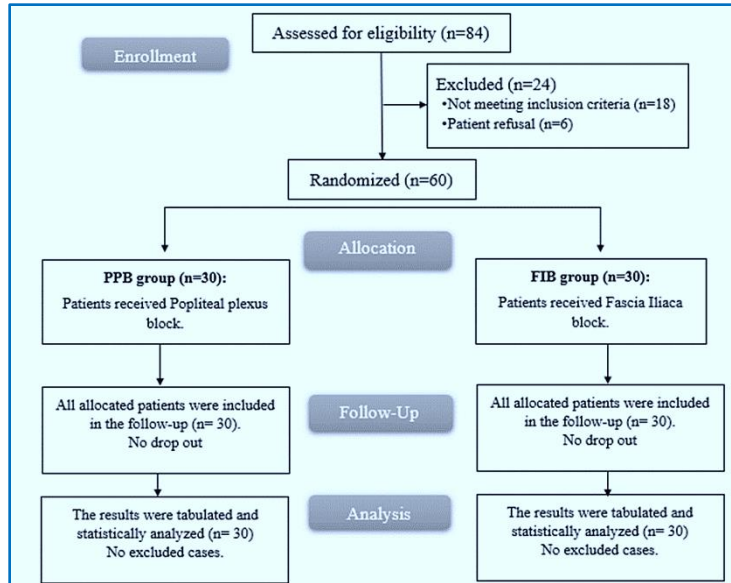 Assessed for eligibility (n=84)
Enrollment
Excluded (n=24)
•Not meeting inclusion criteria (n=18)
•Patient refusal (n=6)
Randomized (n=60)
Allocation
PPB group (n=30):
Patients received Popliteal plexus
block.
FIB group (n=30):
Patients received Fascia Iliaca
block.
All allocated patients were included
in the follow-up (n= 30).
No drop out
Follow-Up
All allocated patients were included
in the follow-up (n= 30).
No drop out
The results were tabulated and
statistically analyzed (n= 30)
No excluded cases.
Analysis
The results were tabulated and
statistically analyzed (n= 30)
No excluded cases.